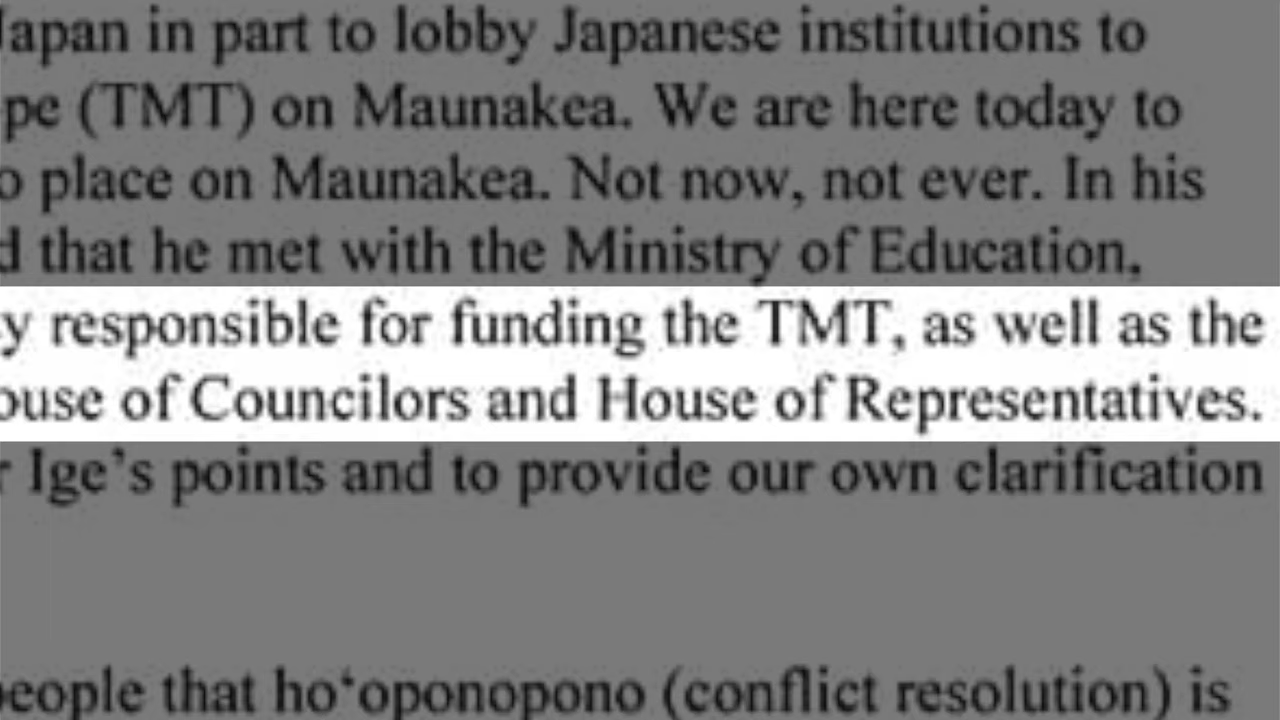 Japan in part to lobby Japanese institutions to
pe (TMT) on Maunakea. We are here today to
o place on Maunakea. Not now, not ever. In his
d that he met with the Ministry of Education,
y responsible for funding the TMT, as well as the
ouse of Councilors and House of Representatives.
r Ige's points and to provide our own clarification
people that hoʻoponopono (conflict resolution) is